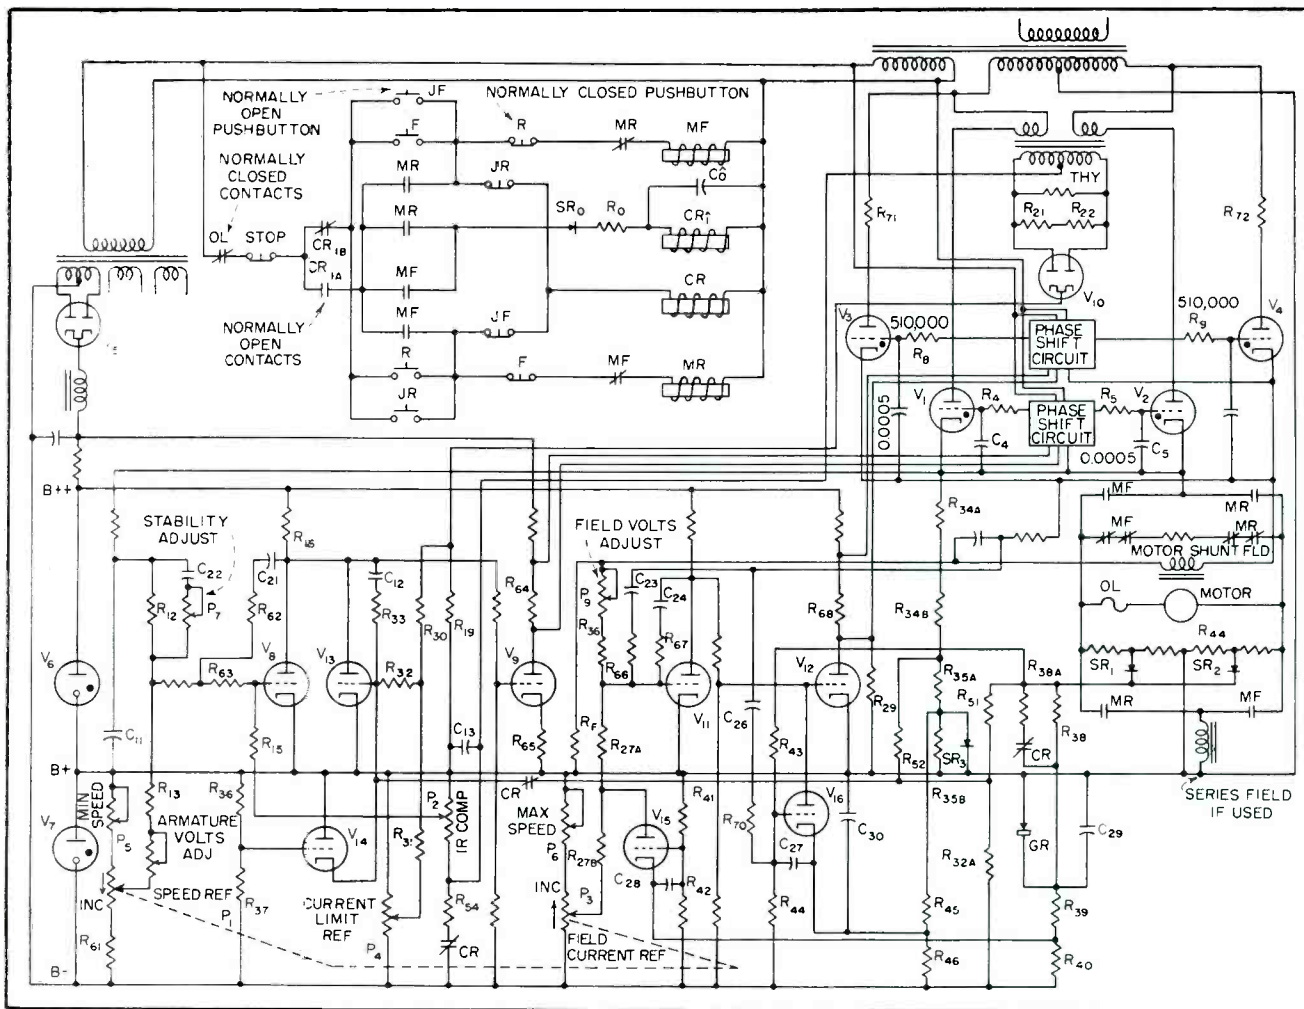 NORMALLY
OPEN
PUSHBUTTON
JF
NORMALLY CLOSED PUSHBUTTON
F
R
MR
MF
NORMALLY
CLOSED
CONTACTS
MR
JR
MR
SR0
R0
C0
CR1
OL
STOP
CR1B
CR1A
MF
CR
NORMALLY
OPEN
CONTACTS
MF
JF
R
F
MF
MR
JR
THY
R21
R22
R71
R72
V10
V3
510,000
R8
PHASE
SHIFT
CIRCUIT
510,000
R9
V4
V1
R4
PHASE
SHIFT
CIRCUIT
R5
V2
0.0005
C4
0.0005
C5
B++
STABILITY
ADJUST
FIELD VOLTS
ADJUST
R34A
MF
MR
MF
MR
MOTOR SHUNT FLD
C22
C21
R12
P7
R62
C12
R33
R30
R19
R64
P9
C23
C24
R36
R66
R67
R68
R34B
OL
MOTOR
R44
V6
R63
V8
V13
R32
V9
V11
V12
R29
R35A
R51
R38A
SR1
SR2
C11
R15
C13
R65
RF
R27A
C26
R43
R52
SR3
CR
R38
MR
MF
B+
MIN
SPEED
R13
R36
P2
IR COMP
CR
MAX
SPEED
R41
R35B
SERIES FIELD
IF USED
V7
P5
ARMATURE
VOLTS
ADJ
V14
P6
R27B
V15
R70
V16
C27
C30
R32A
GR
C29
INC
SPEED REF
P1
R37
CURRENT
LIMIT
REF
P4
R54
CR
INC
P3
C28
R42
R44
R45
R39
R61
FIELD
CURRENT REF
R46
R40
B-